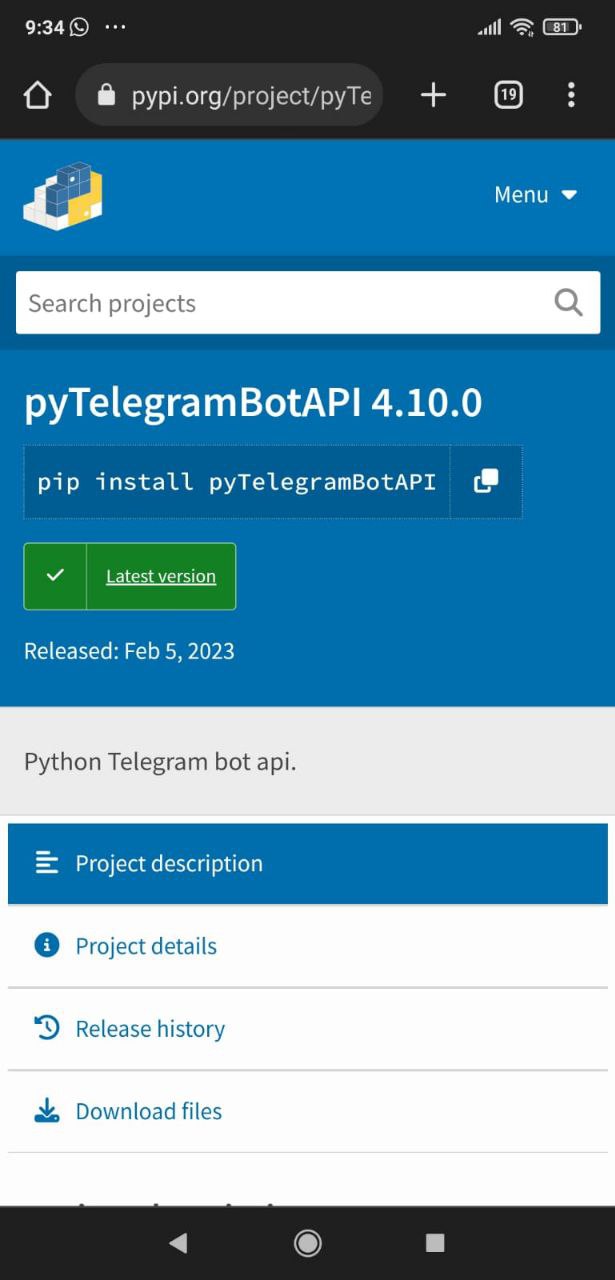 9:34
81
pypi.org/project/pyTe
19
Menu
Search projects
pyTelegramBotAPI 4.10.0
pip install pyTelegramBotAPI
Latest version
Released: Feb 5, 2023
Python Telegram bot api.
Project description
Project details
Release history
Download files